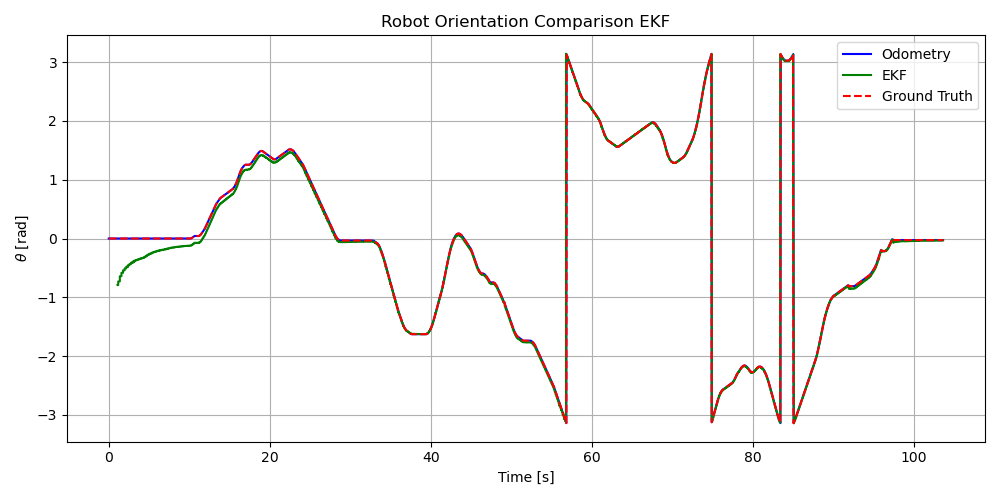 Robot Orientation Comparison EKF
Odometry
EKF
Ground Truth
θ [rad]
3
2
1
0
−1
−2
−3
0 20 40 60 80 100
Time [s]